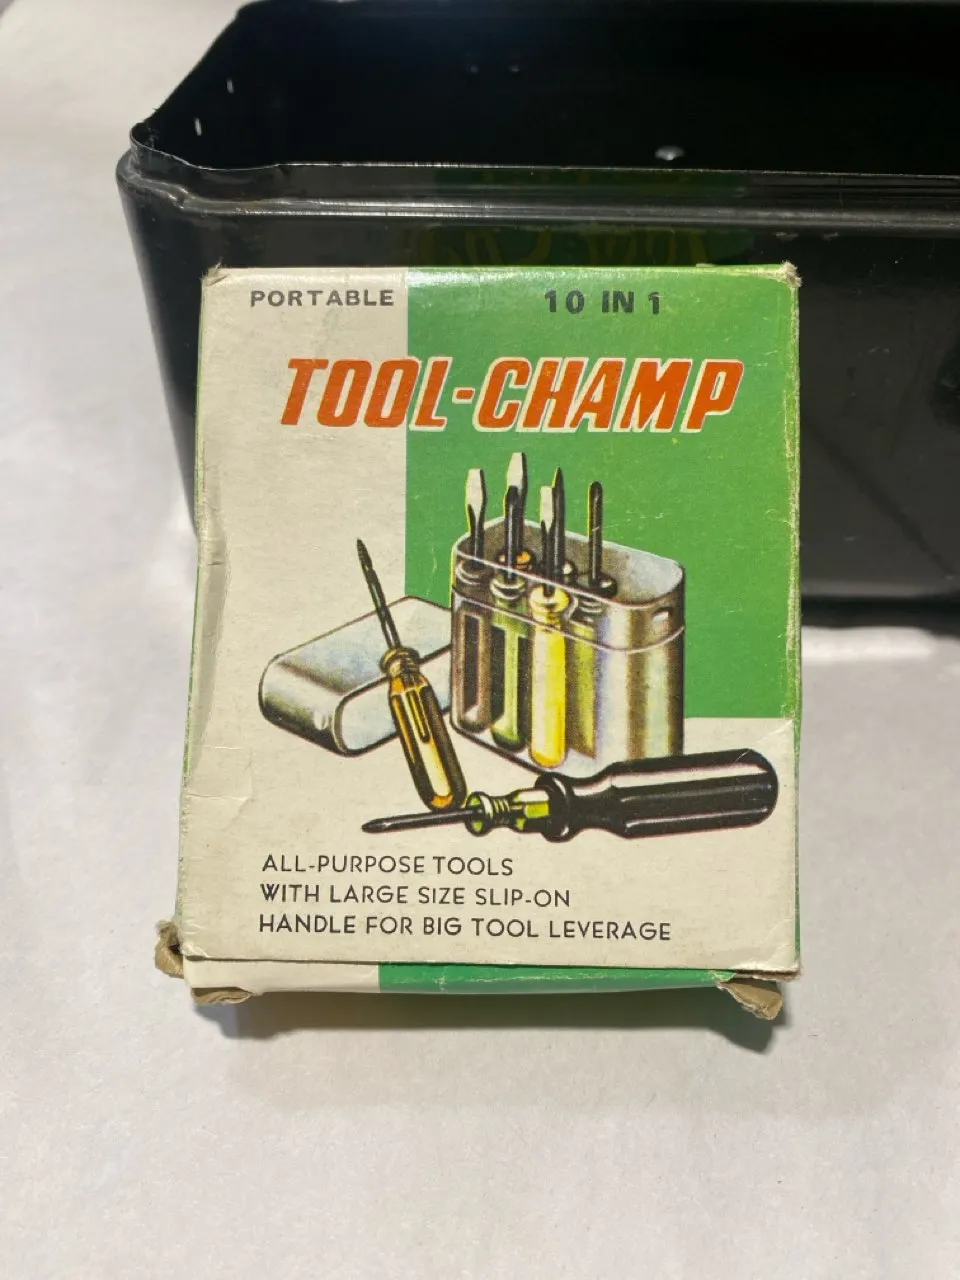 PORTABLE 10 IN 1
TOOL-CHAMP
ALL-PURPOSE TOOLS
WITH LARGE SIZE SLIP-ON
HANDLE FOR BIG TOOL LEVERAGE